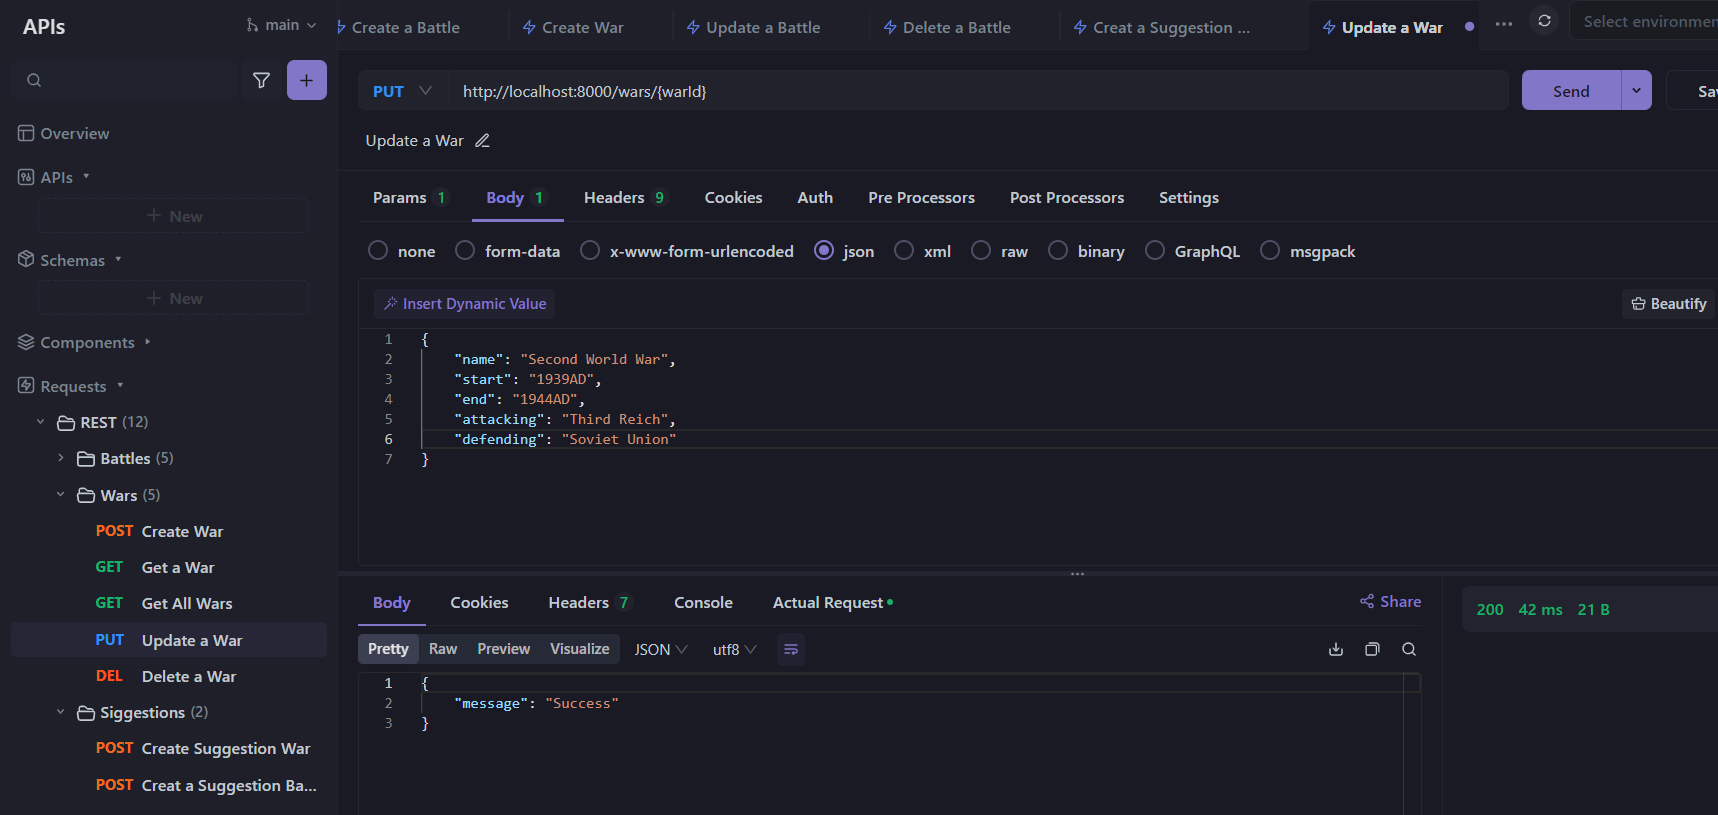 APIs
main
Create a Battle
Create War
Update a Battle
Delete a Battle
Creat a Suggestion ...
Update a War
Select environmen
PUT
http://localhost:8000/wars/{warId}
Send
Sav
Update a War
Overview
APIs
New
Schemas
New
Components
Requests
REST (12)
Battles (5)
Wars (5)
POST Create War
GET Get a War
GET Get All Wars
PUT Update a War
DEL Delete a War
Siggestions (2)
POST Create Suggestion War
POST Creat a Suggestion Ba...
Params 1
Body 1
Headers 9
Cookies
Auth
Pre Processors
Post Processors
Settings
none
form-data
x-www-form-urlencoded
json
xml
raw
binary
GraphQL
msgpack
Insert Dynamic Value
Beautify
1 {
2 "name": "Second World War",
3 "start": "1939AD",
4 "end": "1944AD",
5 "attacking": "Third Reich",
6 "defending": "Soviet Union"
7 }
Body
Cookies
Headers 7
Console
Actual Request
Share
200 42 ms 21 B
Pretty
Raw
Preview
Visualize
JSON
utf8
1 {
2 "message": "Success"
3 }